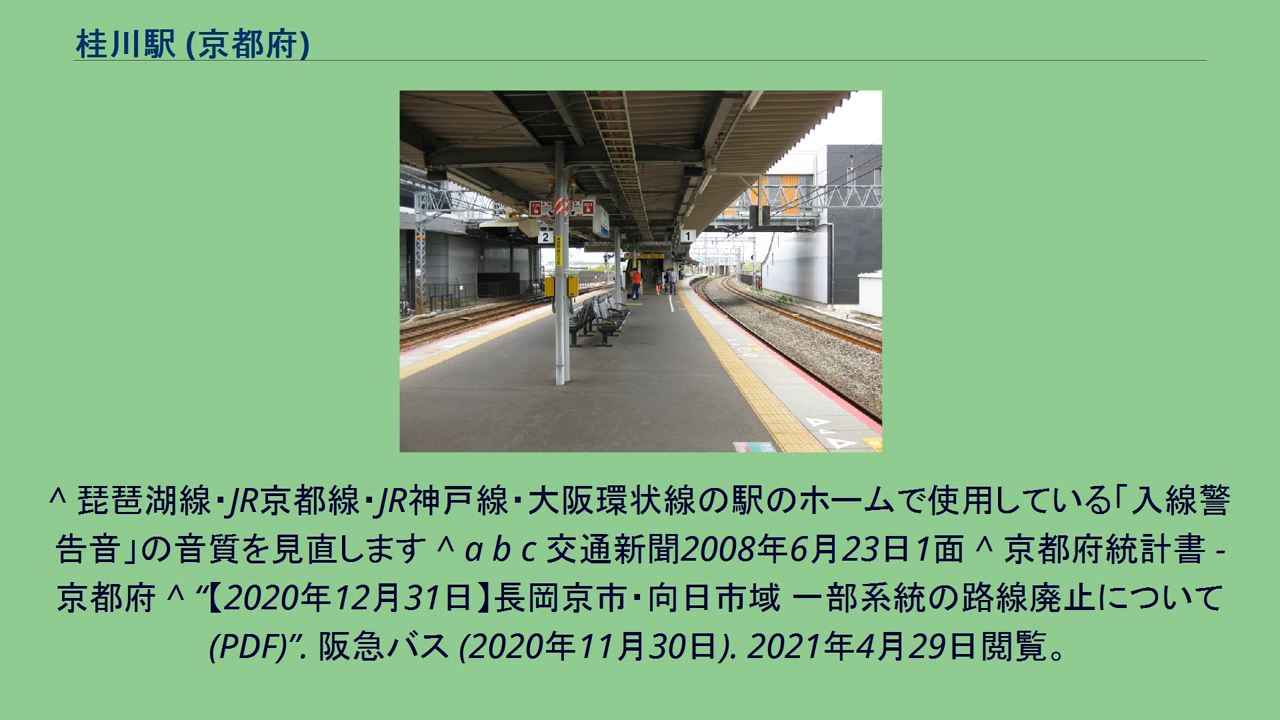 桂川駅 (京都府)
2
1
^ 琵琶湖線・JR京都線・JR神戸線・大阪環状線の駅のホームで使用している「入線警
告音」の音質を見直します ^ a b c 交通新聞2008年6月23日1面 ^ 京都府統計書 -
京都府 ^ “【2020年12月31日】長岡京市・向日市域 一部系統の路線廃止について
(PDF)”. 阪急バス (2020年11月30日). 2021年4月29日閲覧。